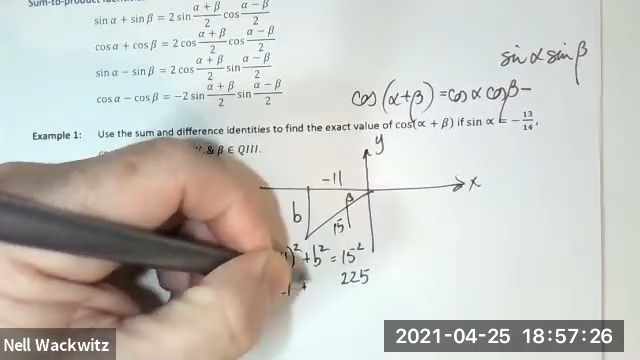 Sum-to-product identities
sin α + sin β = 2 sin (α + β)/2 cos (α − β)/2
cos α + cos β = 2 cos (α + β)/2 cos (α − β)/2
sin α − sin β = 2 cos (α + β)/2 sin (α − β)/2
cos α − cos β = −2 sin (α + β)/2 sin (α − β)/2
sin α sin β
cos (α+β) = cos α cos β −
Example 1: Use the sum and difference identities to find the exact value of cos(α + β) if sin α = −13/14,
& β ∈ QIII.
y
−11
x
β
b
15
)² + b² = 15²
+ 225
Nell Wackwitz
2021-04-25 18:57:26